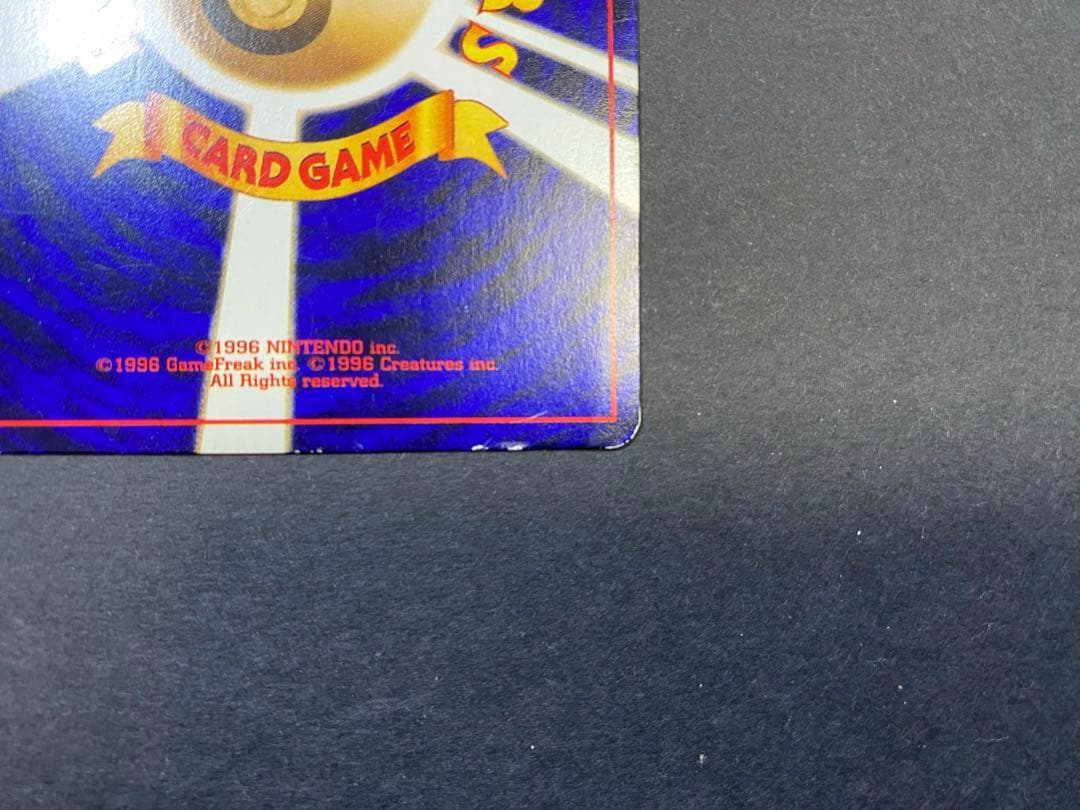 CARD GAME
©1996 NINTENDO inc.
©1996 GameFreak inc. ©1996 Creatures inc.
All Rights reserved.